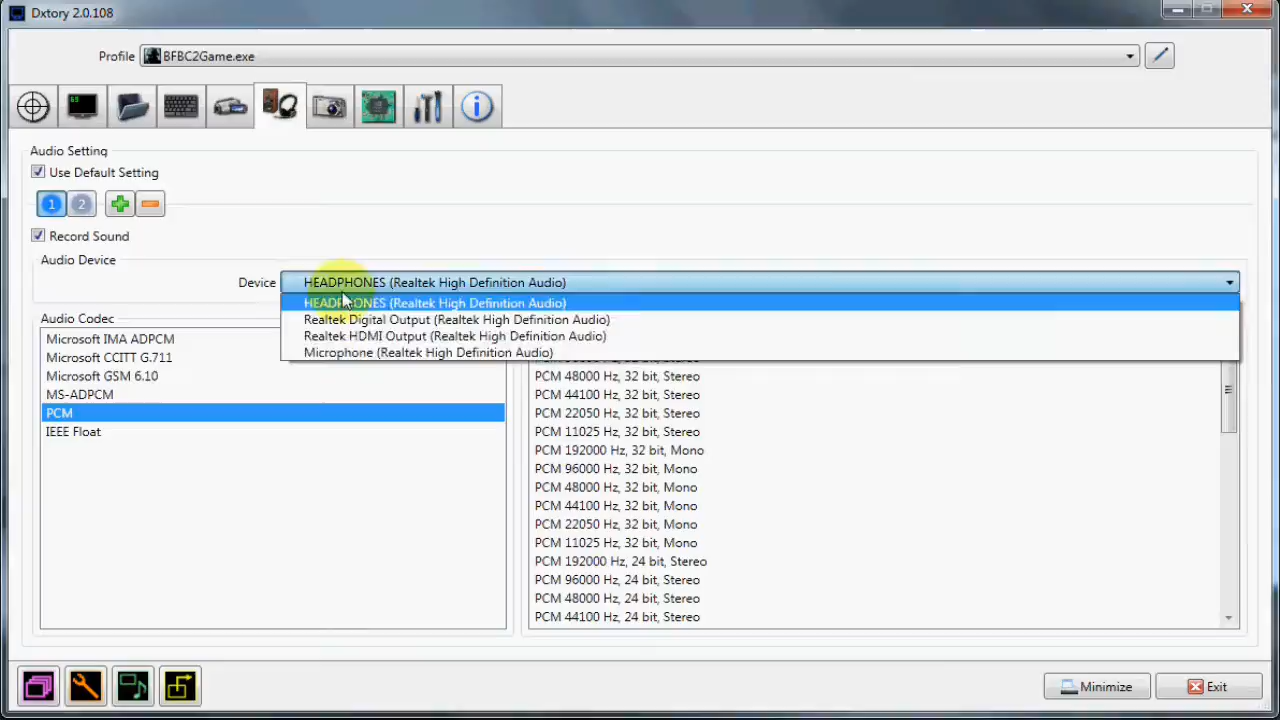 Dxtory 2.0.108
Profile BFBC2Game.exe
Audio Setting
Use Default Setting
1 2
Record Sound
Audio Device
Device HEADPHONES (Realtek High Definition Audio)
HEADPHONES (Realtek High Definition Audio)
Realtek Digital Output (Realtek High Definition Audio)
Realtek HDMI Output (Realtek High Definition Audio)
Microphone (Realtek High Definition Audio)
Audio Codec
Microsoft IMA ADPCM
Microsoft CCITT G.711
Microsoft GSM 6.10
MS-ADPCM
PCM
IEEE Float
PCM 48000 Hz, 32 bit, Stereo
PCM 44100 Hz, 32 bit, Stereo
PCM 22050 Hz, 32 bit, Stereo
PCM 11025 Hz, 32 bit, Stereo
PCM 192000 Hz, 32 bit, Mono
PCM 96000 Hz, 32 bit, Mono
PCM 48000 Hz, 32 bit, Mono
PCM 44100 Hz, 32 bit, Mono
PCM 22050 Hz, 32 bit, Mono
PCM 11025 Hz, 32 bit, Mono
PCM 192000 Hz, 24 bit, Stereo
PCM 96000 Hz, 24 bit, Stereo
PCM 48000 Hz, 24 bit, Stereo
PCM 44100 Hz, 24 bit, Stereo
Minimize
Exit